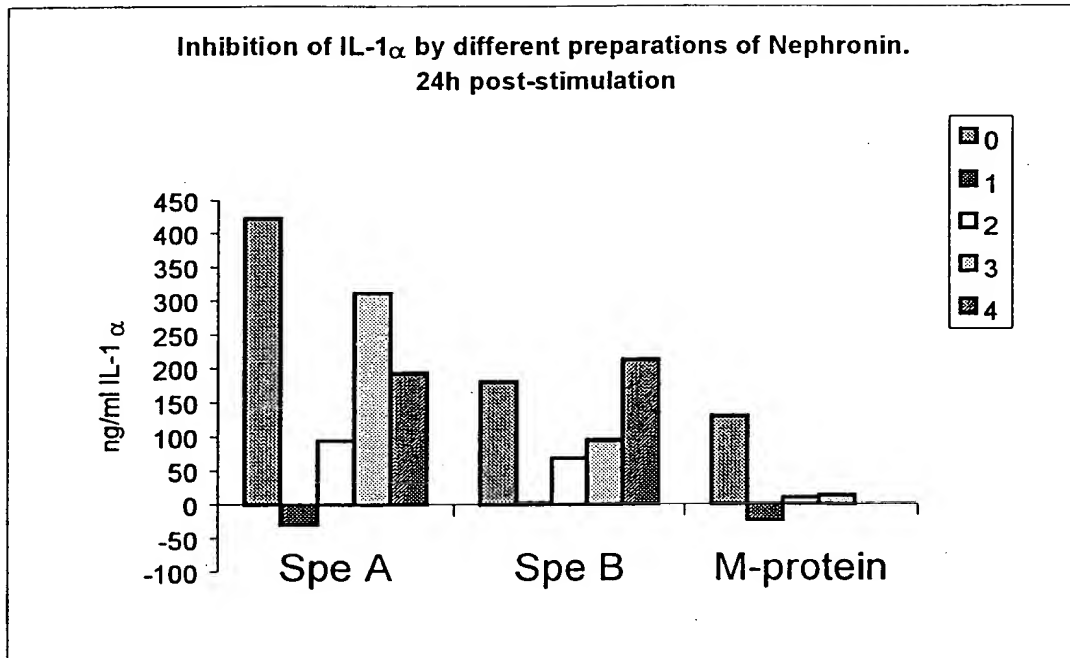 Inhibition of IL-1α by different preparations of Nephronin.
24h post-stimulation
0
1
2
3
4
450
400
350
300
250
200
150
100
50
0
-50
-100
ng/ml IL-1α
Spe A
Spe B
M-protein